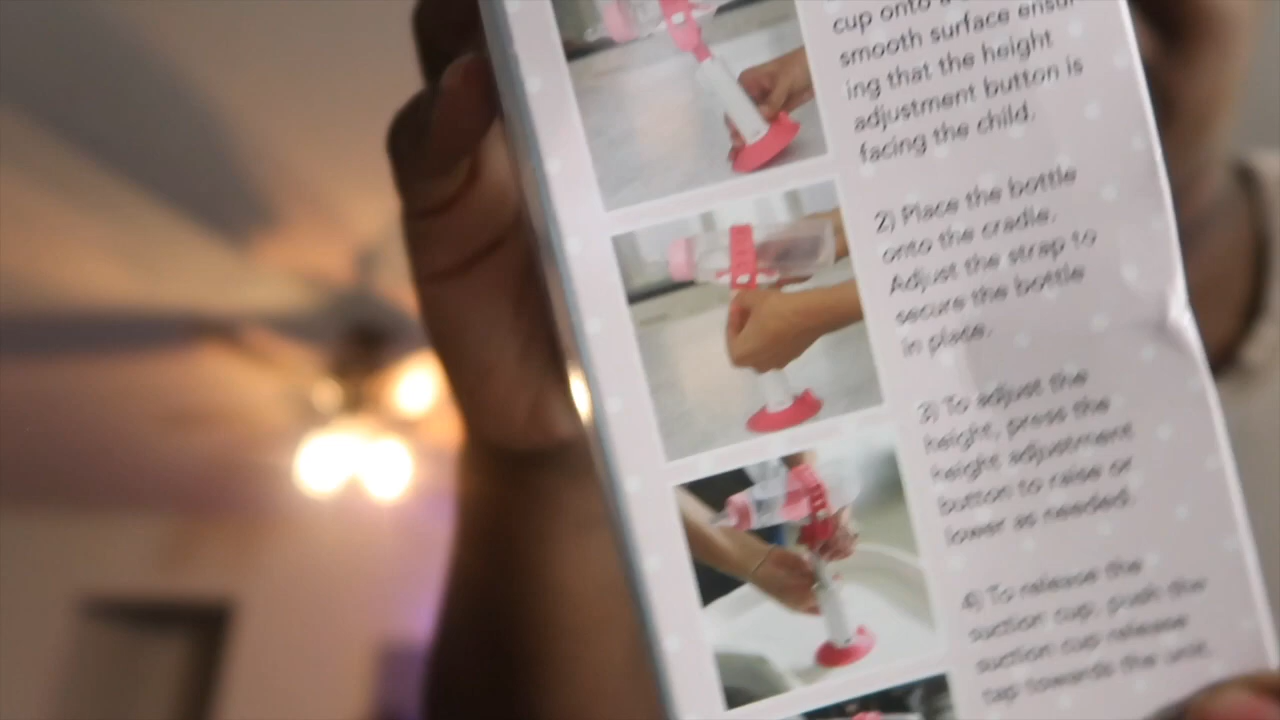 cup onto a
smooth surface ensur-
ing that the height
adjustment button is
facing the child.
2) Place the bottle
onto the cradle.
Adjust the strap to
secure the bottle
in place.
3) To adjust the
height, press the
height adjustment
button to raise or
lower as needed.
4) To release the
suction cup, push the
suction cup release
tap towards the unit.